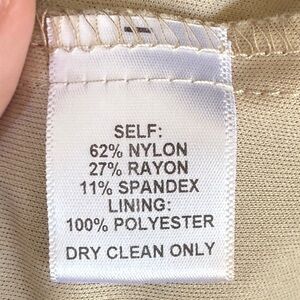 SELF:
62% NYLON
27% RAYON
11% SPANDEX
LINING:
100% POLYESTER
DRY CLEAN ONLY